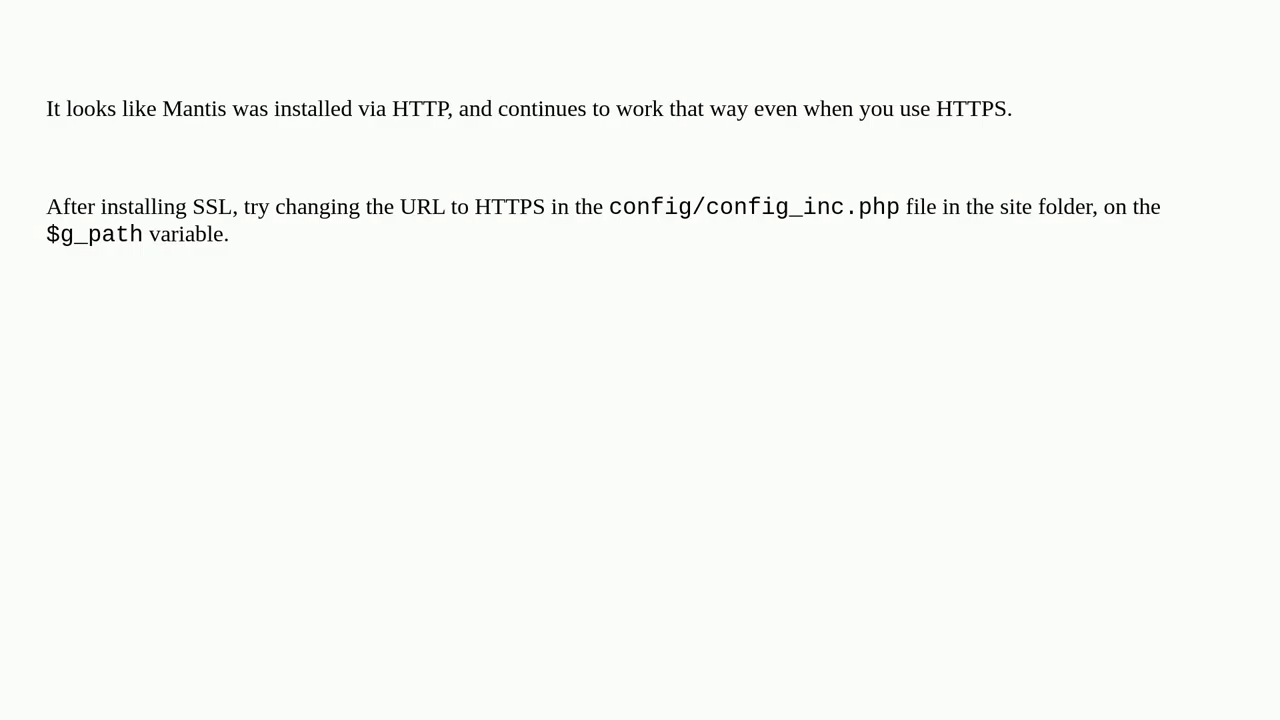 It looks like Mantis was installed via HTTP, and continues to work that way even when you use HTTPS.
After installing SSL, try changing the URL to HTTPS in the config/config_inc.php file in the site folder, on the
$g_path variable.